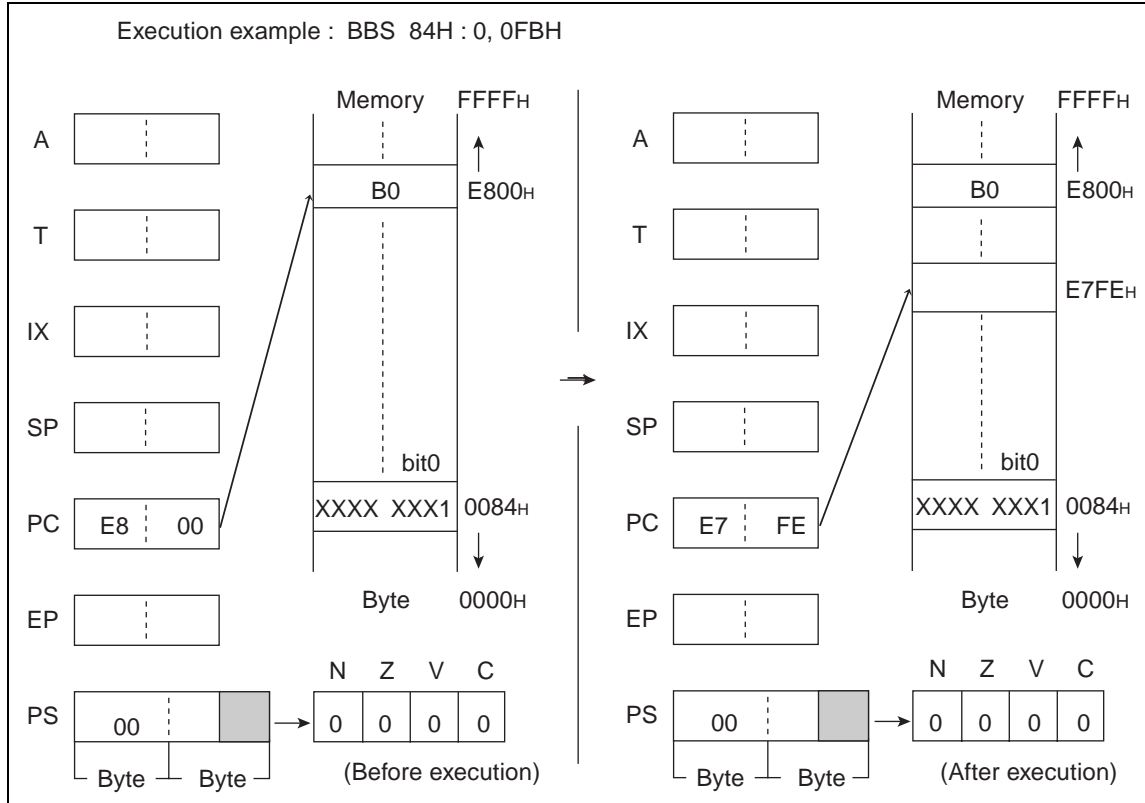 Execution example : BBS 84H : 0, 0FBH
Memory FFFFH
A
B0 E800H
T
IX
SP
bit0
PC E8 00
XXXX XXX1 0084H
EP
Byte 0000H
N Z V C
PS 00
0 0 0 0
Byte Byte
(Before execution)
Memory FFFFH
A
B0 E800H
T
E7FEH
IX
SP
bit0
PC E7 FE
XXXX XXX1 0084H
EP
Byte 0000H
N Z V C
PS 00
0 0 0 0
Byte Byte
(After execution)